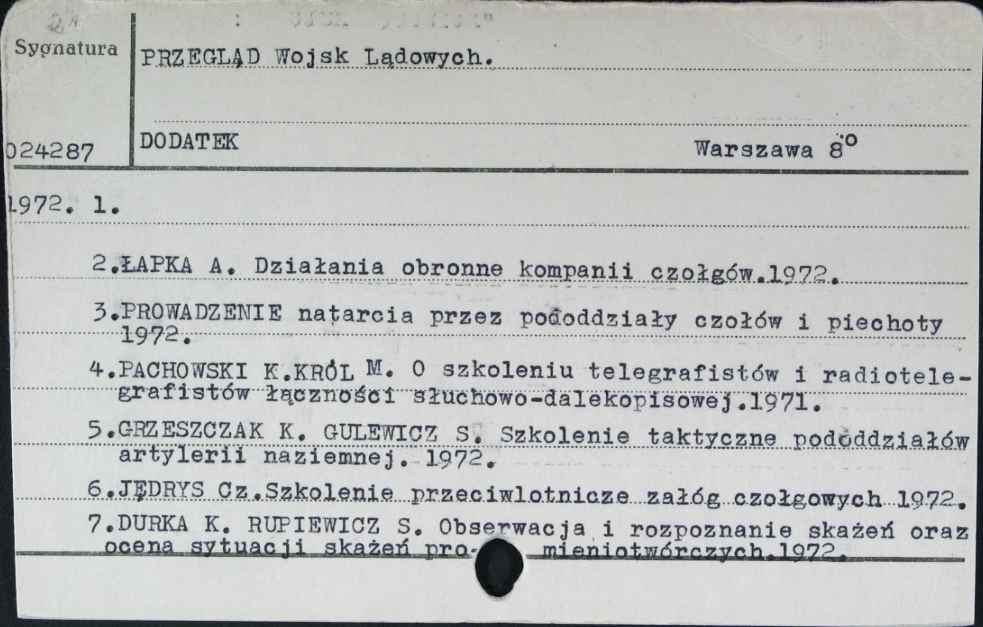 Sygnatura
PRZEGLĄD Wojsk Lądowych.
DODATEK
Warszawa 8°
024287
1972. 1.
2.ŁAPKA A. Działania obronne kompanii czołgów.1972.
3.PROWADZENIE natarcia przez pododdziały czołów i piechoty
1972.
4.PACHOWSKI K.KRÓL M. O szkoleniu telegrafistów i radiotele-
grafistów łączności słuchowo-dalekopisowej.1971.
5.GRZESZCZAK K. GULEWICZ S. Szkolenie taktyczne pododdziałów
artylerii naziemnej. 1972.
6.JĘDRYS Cz.Szkolenie przeciwlotnicze załóg czołgowych 1972.
7.DURKA K. RUPIEWICZ S. Obserwacja i rozpoznanie skażeń oraz
ocena sytuacji skażeń pro- mieniotwórczych.1972.